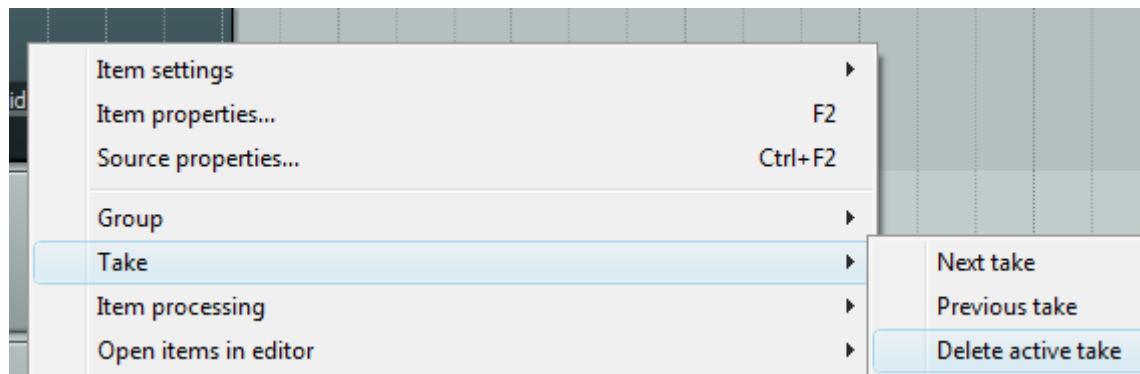 id
Item settings
Item properties... F2
Source properties... Ctrl+F2
Group
Take
Item processing
Open items in editor
Next take
Previous take
Delete active take